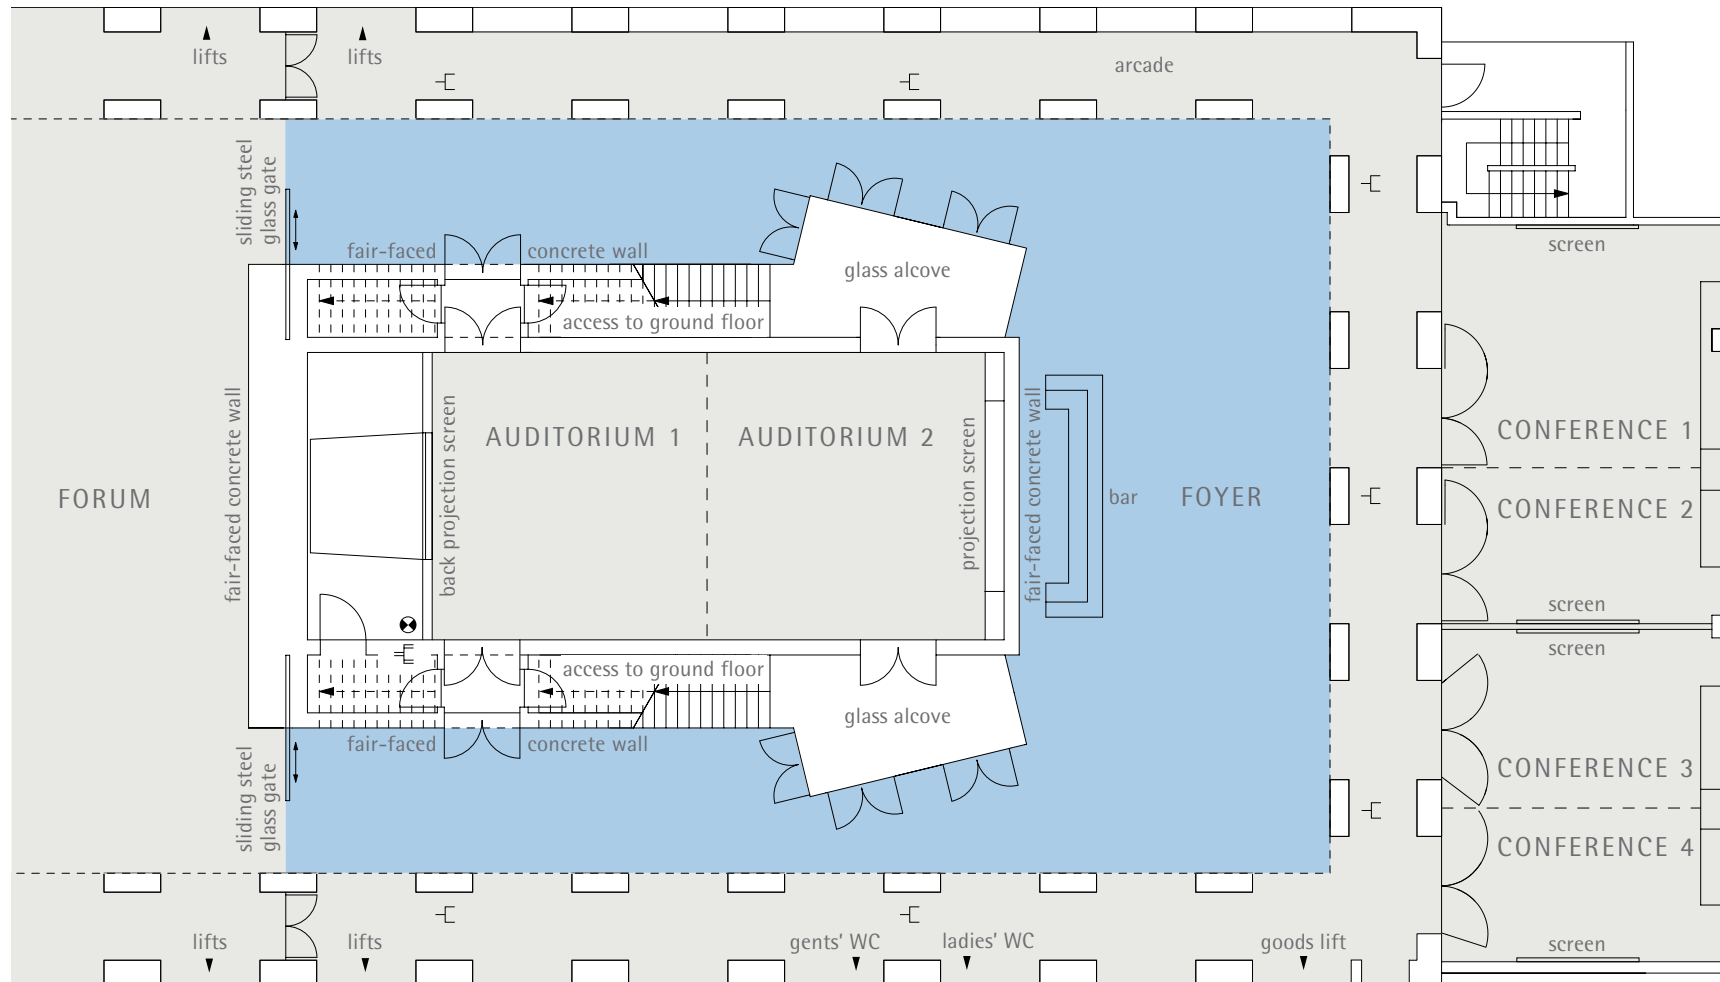 lifts
lifts
arcade
sliding steel
glass gate
fair-faced
concrete wall
glass alcove
screen
access to ground floor
fair-faced concrete wall
back projection screen
AUDITORIUM 1
AUDITORIUM 2
projection screen
fair-faced concrete wall
bar
FORUM
FOYER
CONFERENCE 1
CONFERENCE 2
screen
screen
access to ground floor
glass alcove
fair-faced
concrete wall
sliding steel
glass gate
CONFERENCE 3
CONFERENCE 4
lifts
lifts
gents' WC
ladies' WC
goods lift
screen